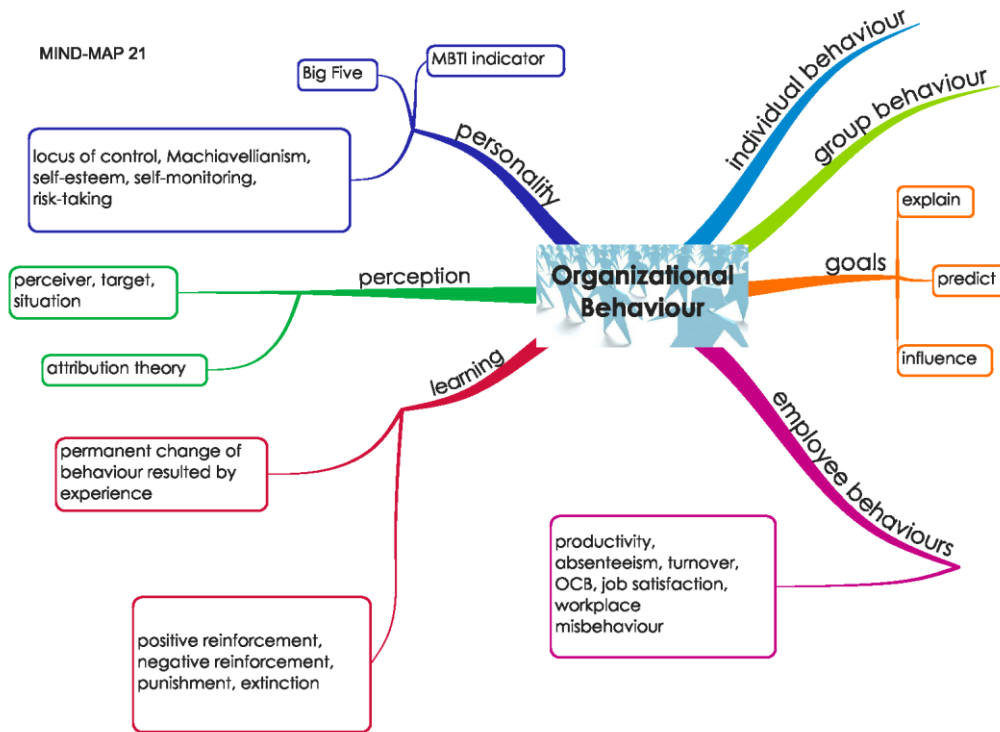 MIND-MAP 21
Big Five
MBTI indicator
personality
locus of control, Machiavellianism,
self-esteem, self-monitoring,
risk-taking
perception
perceiver, target,
situation
attribution theory
learning
permanent change of
behaviour resulted by
experience
positive reinforcement,
negative reinforcement,
punishment, extinction
Organizational
Behaviour
individual behaviour
group behaviour
goals
explain
predict
influence
employee behaviours
productivity,
absenteeism, turnover,
OCB, job satisfaction,
workplace
misbehaviour